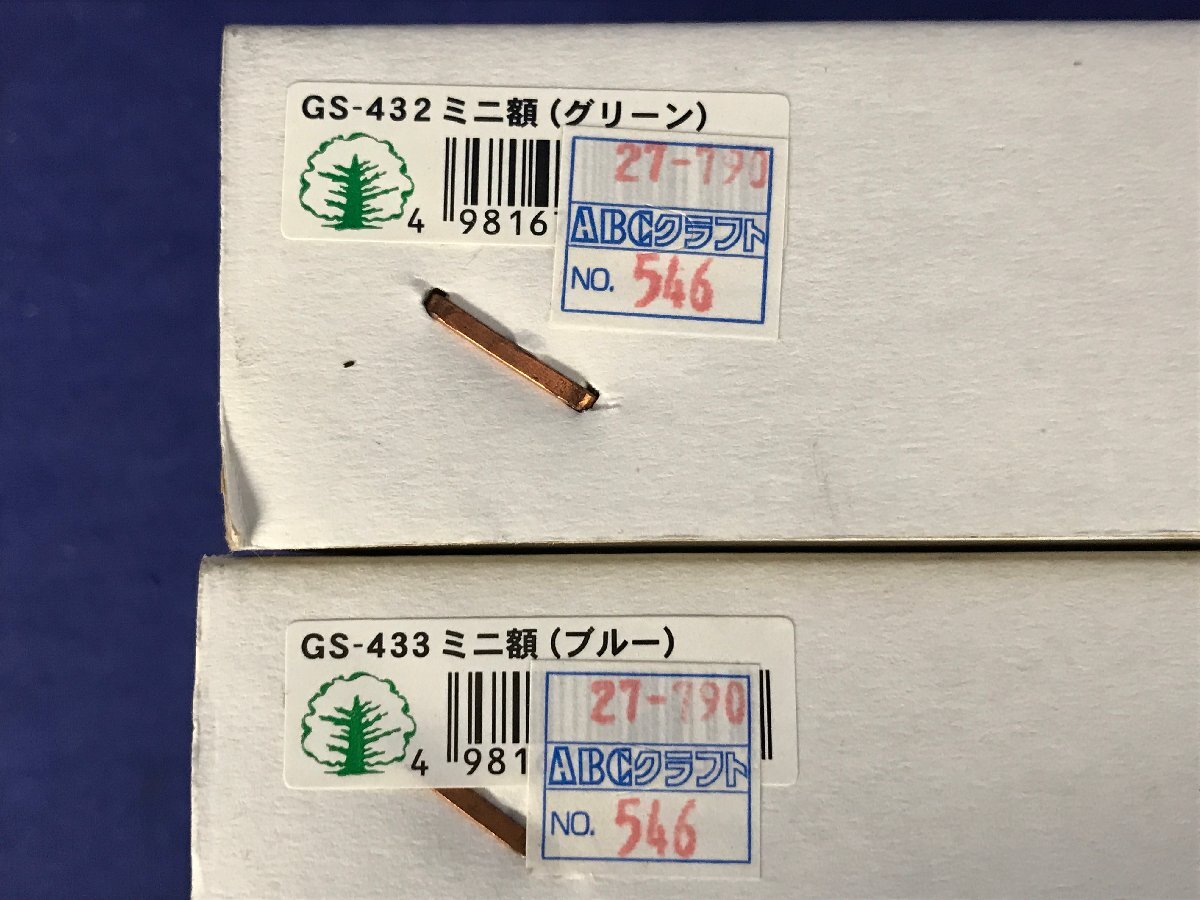 GS-432 ミニ額(グリーン)
27-790
4 9816
ABCクラフト
NO. 546
GS-433 ミニ額(ブルー)
27-790
4 981
ABCクラフト
NO. 546